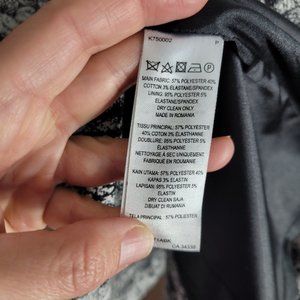 K750002 P
MAIN FABRIC: 57% POLYESTER 40%
COTTON 3% ELASTANE/SPANDEX
LINING: 95% POLYESTER 5%
ELASTANE/SPANDEX
DRY CLEAN ONLY
MADE IN ROMANIA
TISSU PRINCIPAL: 57% POLYESTER
40% COTON 3% ELASTHANNE
DOUBLURE: 95% POLYESTER 5%
ELASTHANNE
NETTOYAGE À SEC UNIQUEMENT
FABRIQUÉ EN ROUMANIE
KAIN UTAMA: 57% POLIESTER 40%
KAPAS 3% ELASTIN
LAPISAN: 95% POLIESTER 5%
ELASTIN
DRY CLEAN SAJA
DIBUAT DI RUMANIA
TELA PRINCIPAL: 57% POLIESTER